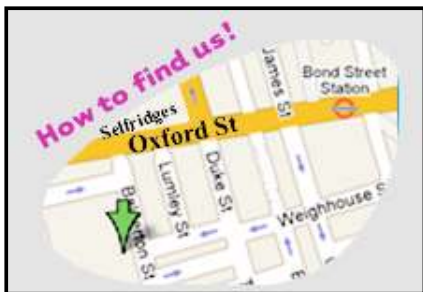 How to find us!
Bond Street
Station
James St
Selfridges
Oxford St
Duke St.
Lumley St
Weighhouse S